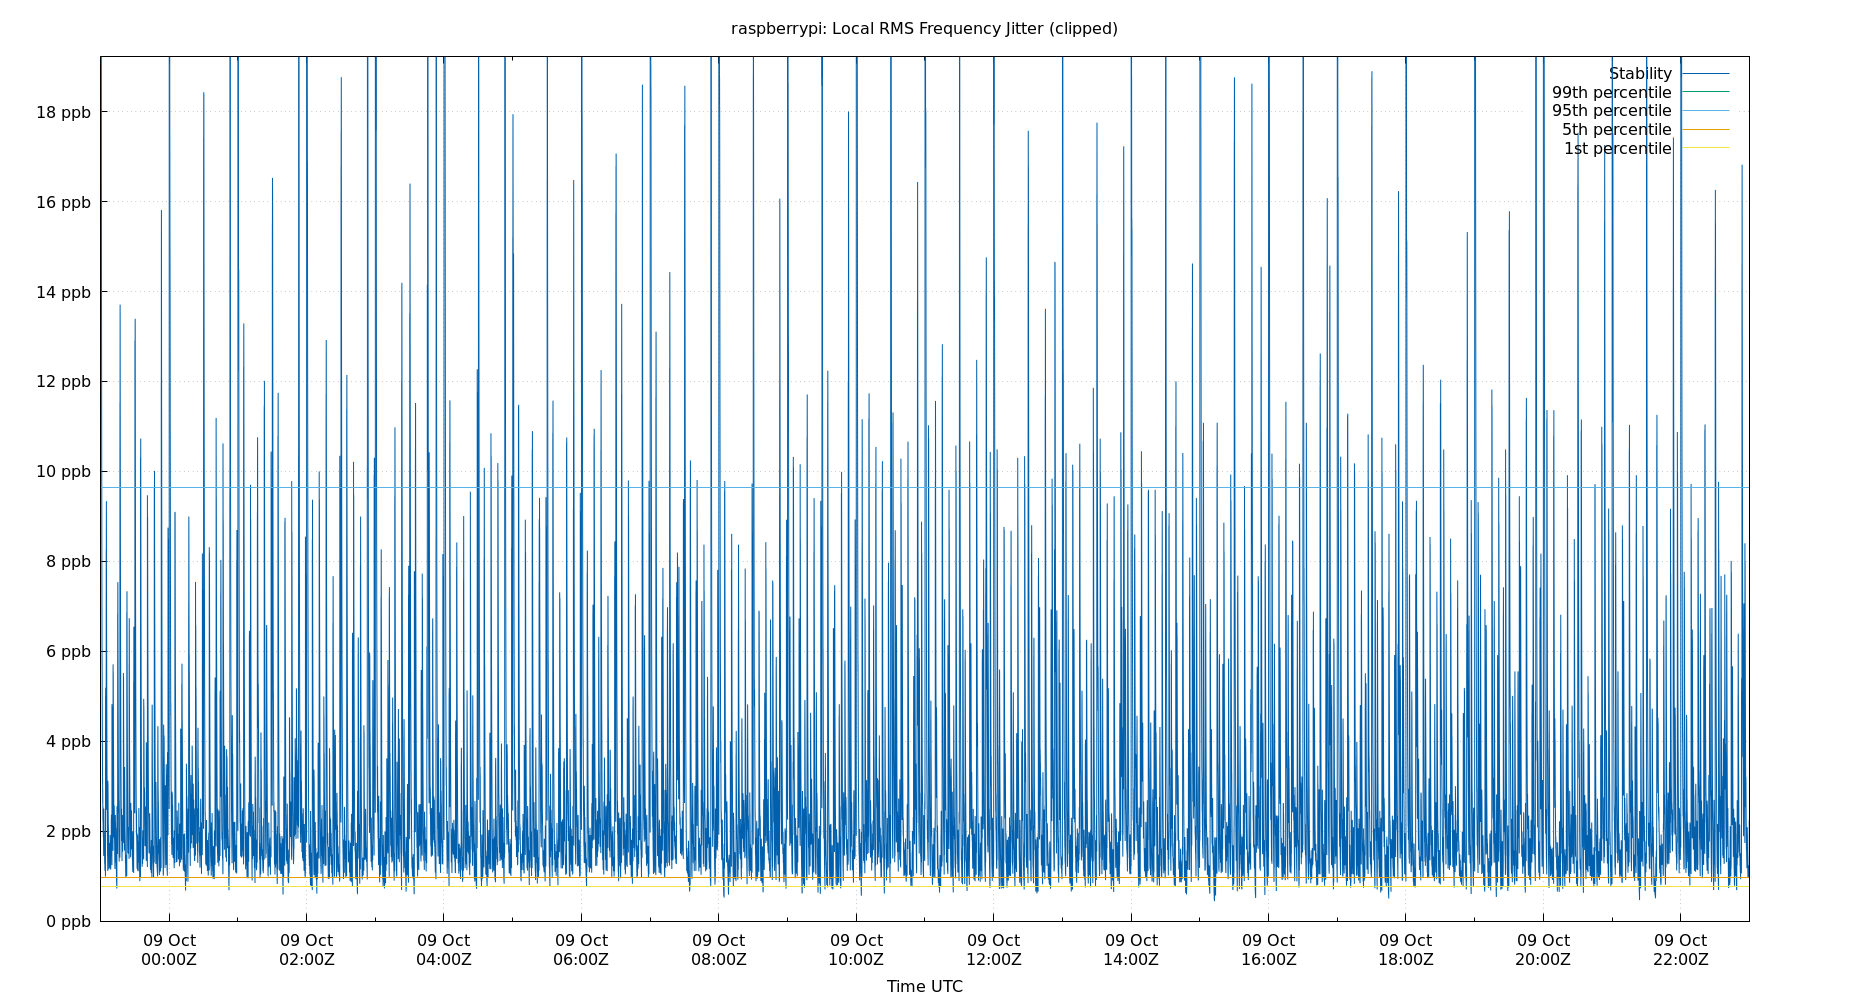 raspberrypi: Local RMS Frequency Jitter (clipped)
Stability
99th percentile
95th percentile
5th percentile
1st percentile
18 ppb
16 ppb
14 ppb
12 ppb
10 ppb
8 ppb
6 ppb
4 ppb
2 ppb
0 ppb
09 Oct 09 Oct 09 Oct 09 Oct 09 Oct 09 Oct 09 Oct 09 Oct 09 Oct 09 Oct 09 Oct 09 Oct
00:00Z 02:00Z 04:00Z 06:00Z 08:00Z 10:00Z 12:00Z 14:00Z 16:00Z 18:00Z 20:00Z 22:00Z
Time UTC